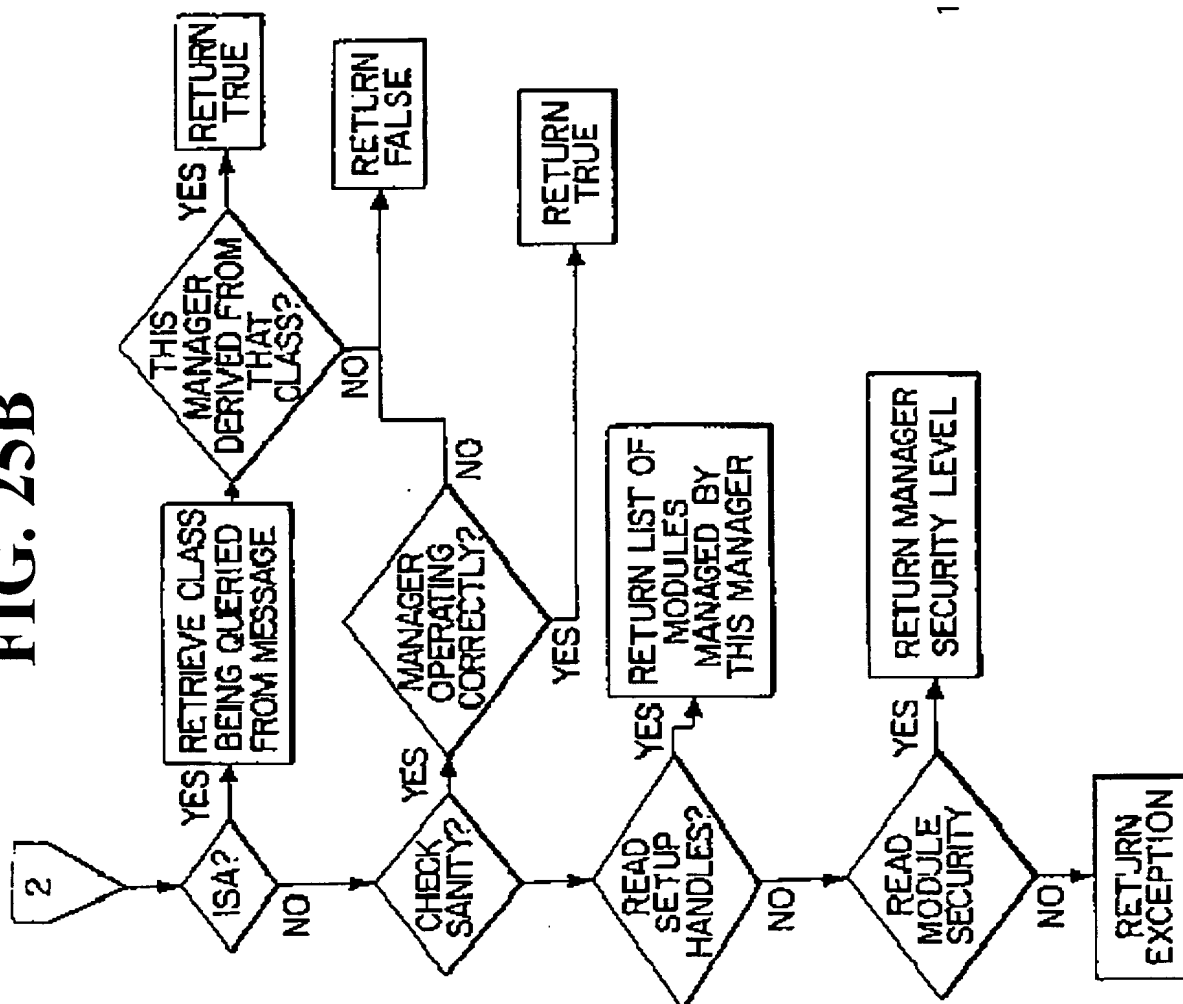 FIG. 25B
2
ISA?
YES
NO
RETRIEVE CLASS
BEING QUERIED
FROM MESSAGE
THIS
MANAGER
DERIVED FROM
THAT
CLASS?
YES
RETURN
TRUE
NO
RETURN
FALSE
CHECK
SANITY?
YES
MANAGER
OPERATING
CORRECTLY?
NO
YES
RETURN
TRUE
READ
SETUP
HANDLES?
YES
RETURN LIST OF
MODULES
MANAGED BY
THIS MANAGER
NO
READ
MODULE
SECURITY
YES
RETURN MANAGER
SECURITY LEVEL
NO
RETURN
EXCEPTION
1